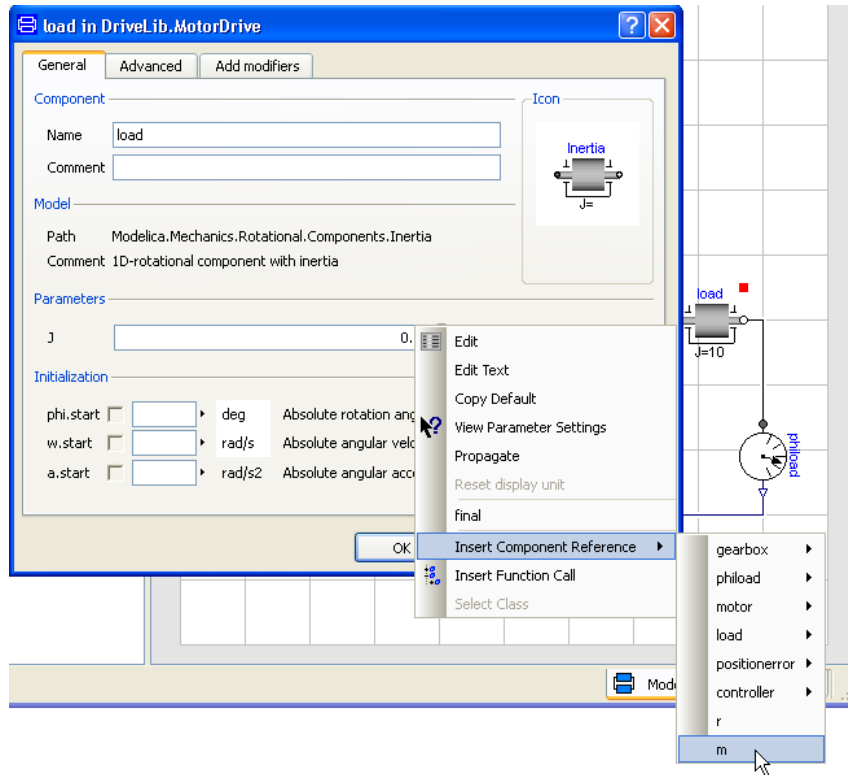 load in DriveLib.MotorDrive
General Advanced Add modifiers
Component
Icon
Name load
Comment
Inertia
J=
Model
Path Modelica.Mechanics.Rotational.Components.Inertia
Comment 1D-rotational component with inertia
Parameters
J 0.
Initialization
phi.start deg Absolute rotation ang
w.start rad/s Absolute angular velo
a.start rad/s2 Absolute angular acce
OK
Edit
Edit Text
Copy Default
View Parameter Settings
Propagate
Reset display unit
final
Insert Component Reference
Insert Function Call
Select Class
gearbox
phiload
motor
load
positionerror
controller
r
m
load
J=10
phiload
Mode